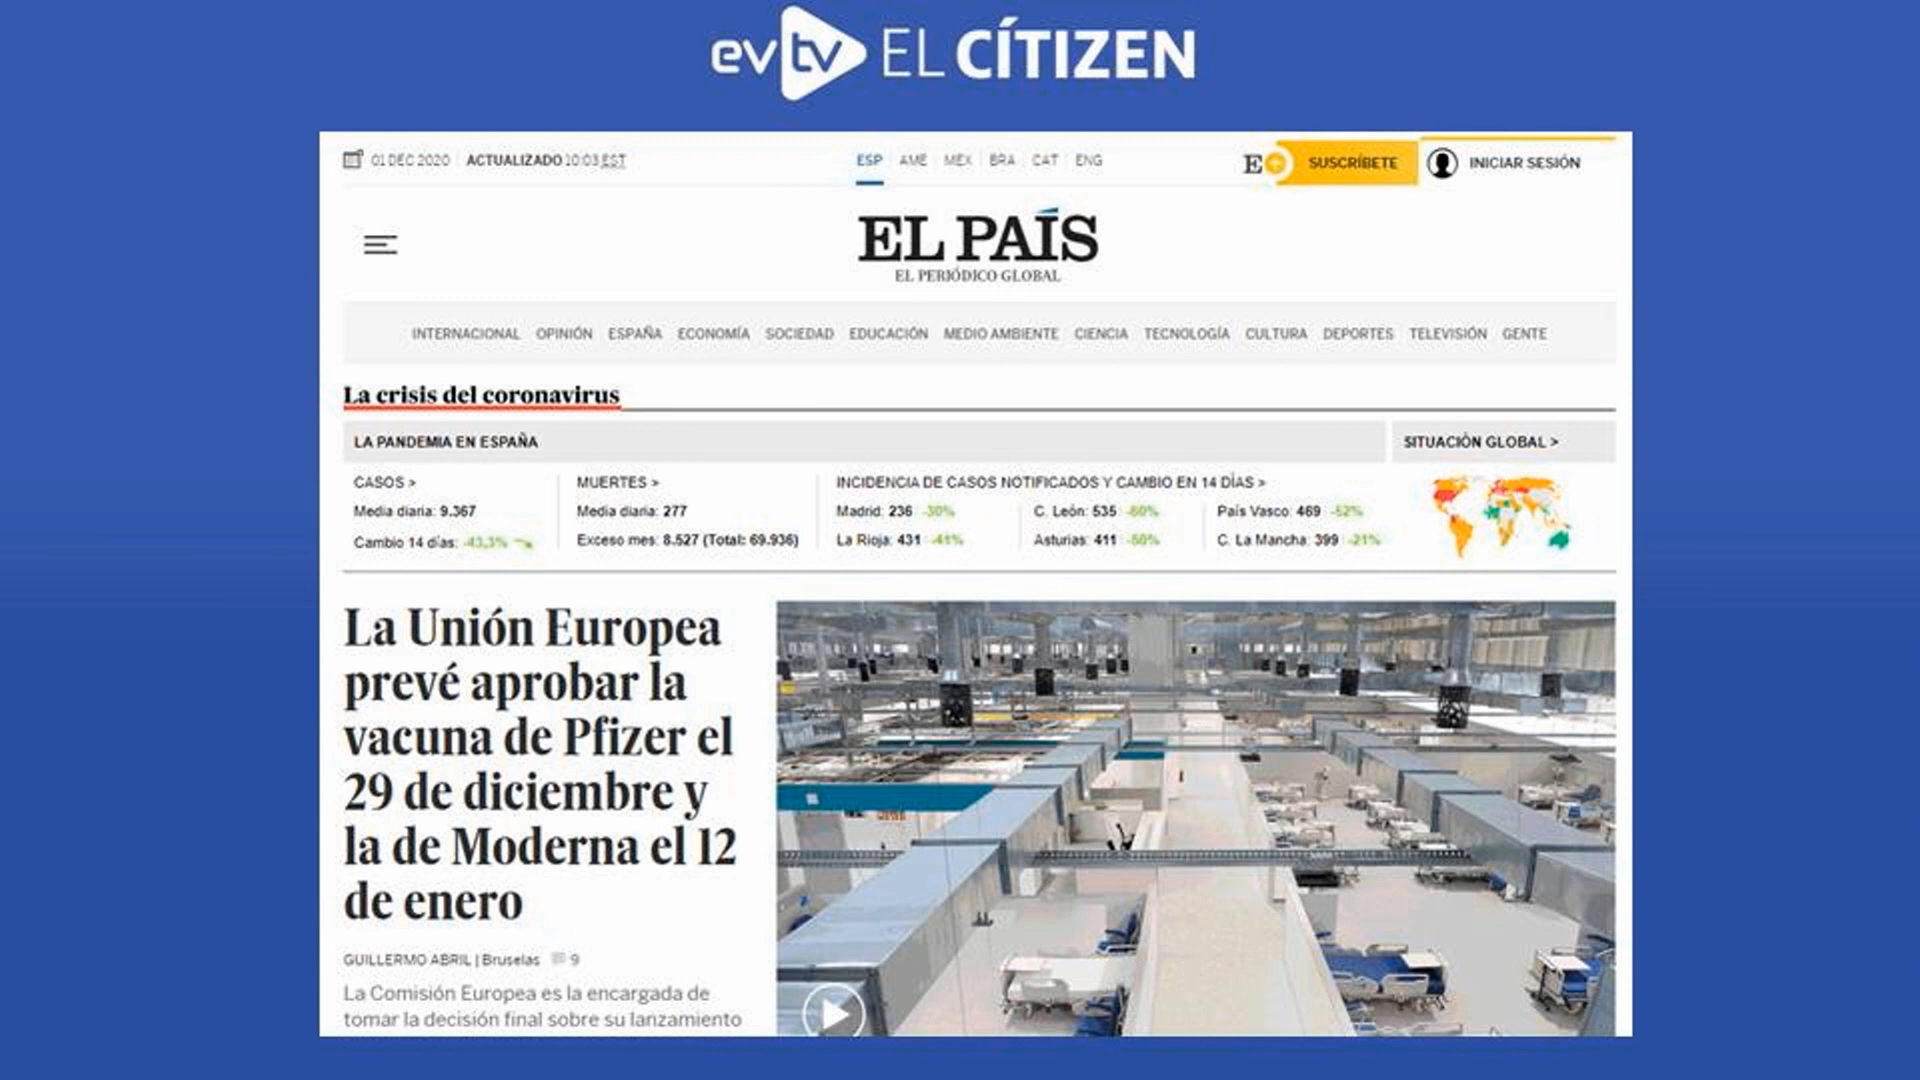 evtv EL CÍTIZEN
01 DEC 2020 ACTUALIZADO 10:03 EST
ESP AME MEX BRA CAT ENG
E+ SUSCRÍBETE INICIAR SESIÓN
EL PAÍS
EL PERIÓDICO GLOBAL
INTERNACIONAL OPINIÓN ESPAÑA ECONOMÍA SOCIEDAD EDUCACIÓN MEDIO AMBIENTE CIENCIA TECNOLOGÍA CULTURA DEPORTES TELEVISIÓN GENTE
La crisis del coronavirus
LA PANDEMIA EN ESPAÑA
SITUACIÓN GLOBAL >
CASOS >
Media diaria: 9.367
Cambio 14 días: -43,3%
MUERTES >
Media diaria: 277
Exceso mes: 8.527 (Total: 69.936)
INCIDENCIA DE CASOS NOTIFICADOS Y CAMBIO EN 14 DÍAS >
Madrid: 236 -30% C. León: 535 -60% País Vasco: 469 -52%
La Rioja: 431 -41% Asturias: 411 -50% C. La Mancha: 399 -21%
La Unión Europea
prevé aprobar la
vacuna de Pfizer el
29 de diciembre y
la de Moderna el 12
de enero
GUILLERMO ABRIL | Bruselas 9
La Comisión Europea es la encargada de
tomar la decisión final sobre su lanzamiento